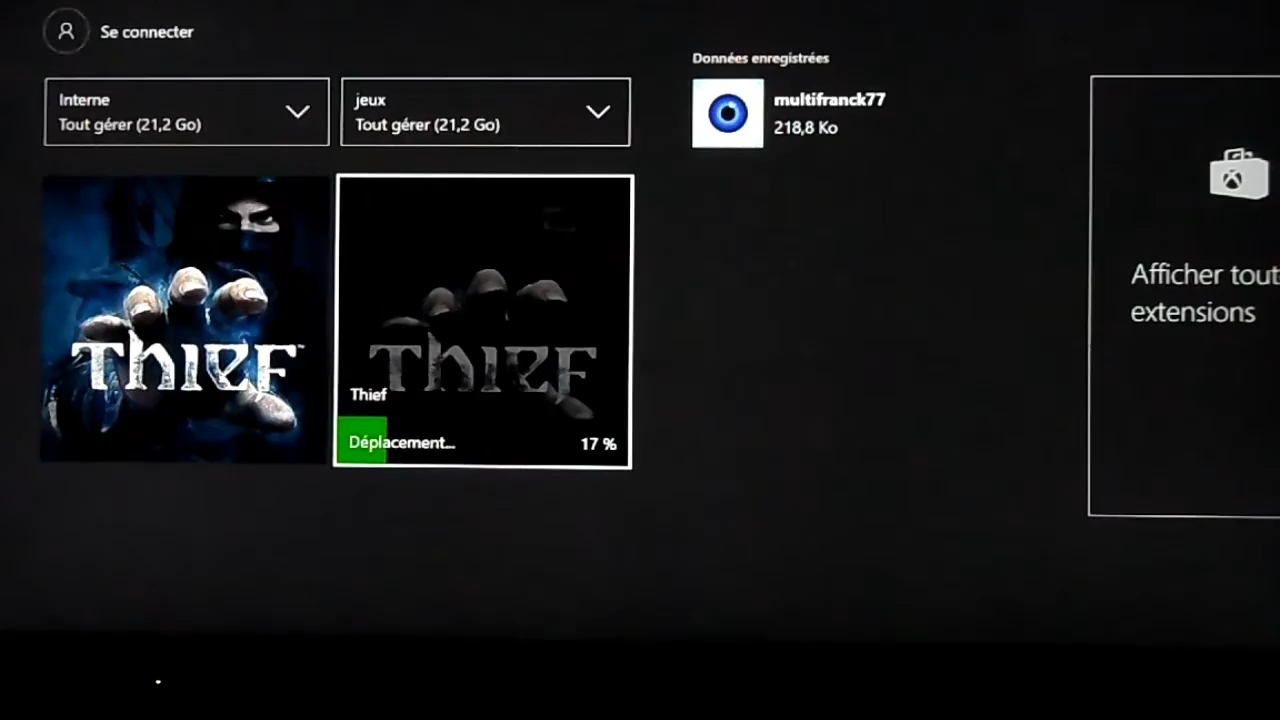 Se connecter
Interne
Tout gérer (21,2 Go)
jeux
Tout gérer (21,2 Go)
Données enregistrées
multifranck77
218,8 Ko
Afficher tout
extensions
THIEF™
THIEF
Thief
Déplacement...
17 %